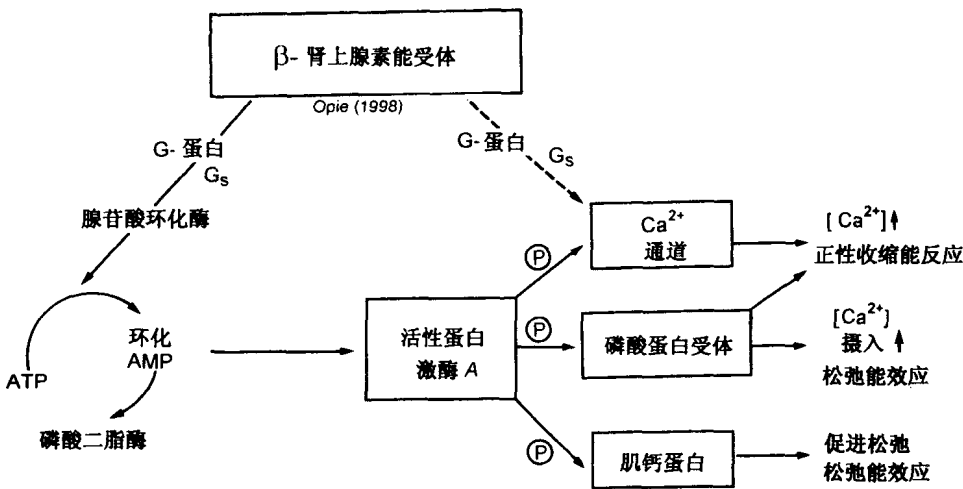 β- 肾上腺素能受体
Opie (1998)
G- 蛋白
Gs
G- 蛋白
Gs
腺苷酸环化酶
Ca²⁺
通道
[Ca²⁺]↑
正性收缩能反应
Ⓟ
Ⓟ
Ⓟ
环化
AMP
ATP
磷酸二脂酶
活性蛋白
激酶 A
磷酸蛋白受体
[Ca²⁺]
摄入 ↑
松弛能效应
肌钙蛋白
促进松弛
松弛能效应